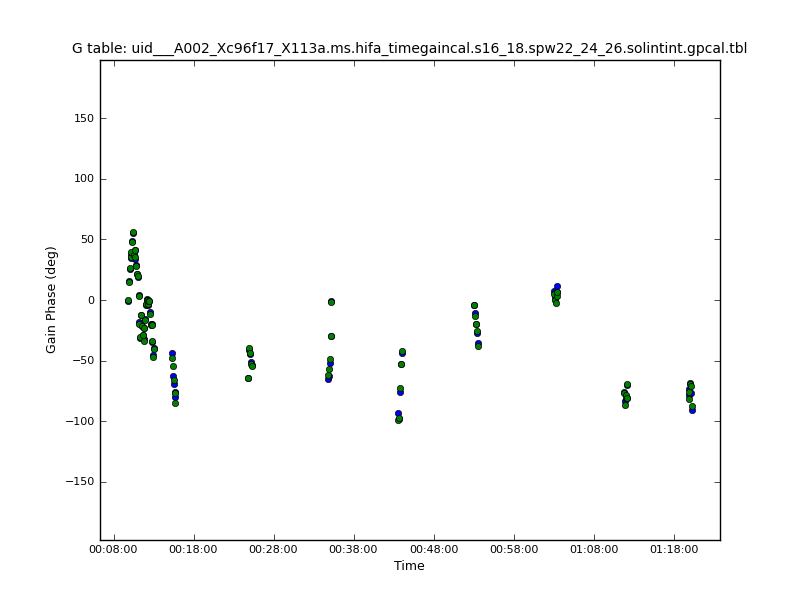 G table: uid___A002_Xc96f17_X113a.ms.hifa_timegaincal.s16_18.spw22_24_26.solintint.gpcal.tbl
150
100
50
0
−50
−100
−150
Gain Phase (deg)
00:08:00 00:18:00 00:28:00 00:38:00 00:48:00 00:58:00 01:08:00 01:18:00
Time